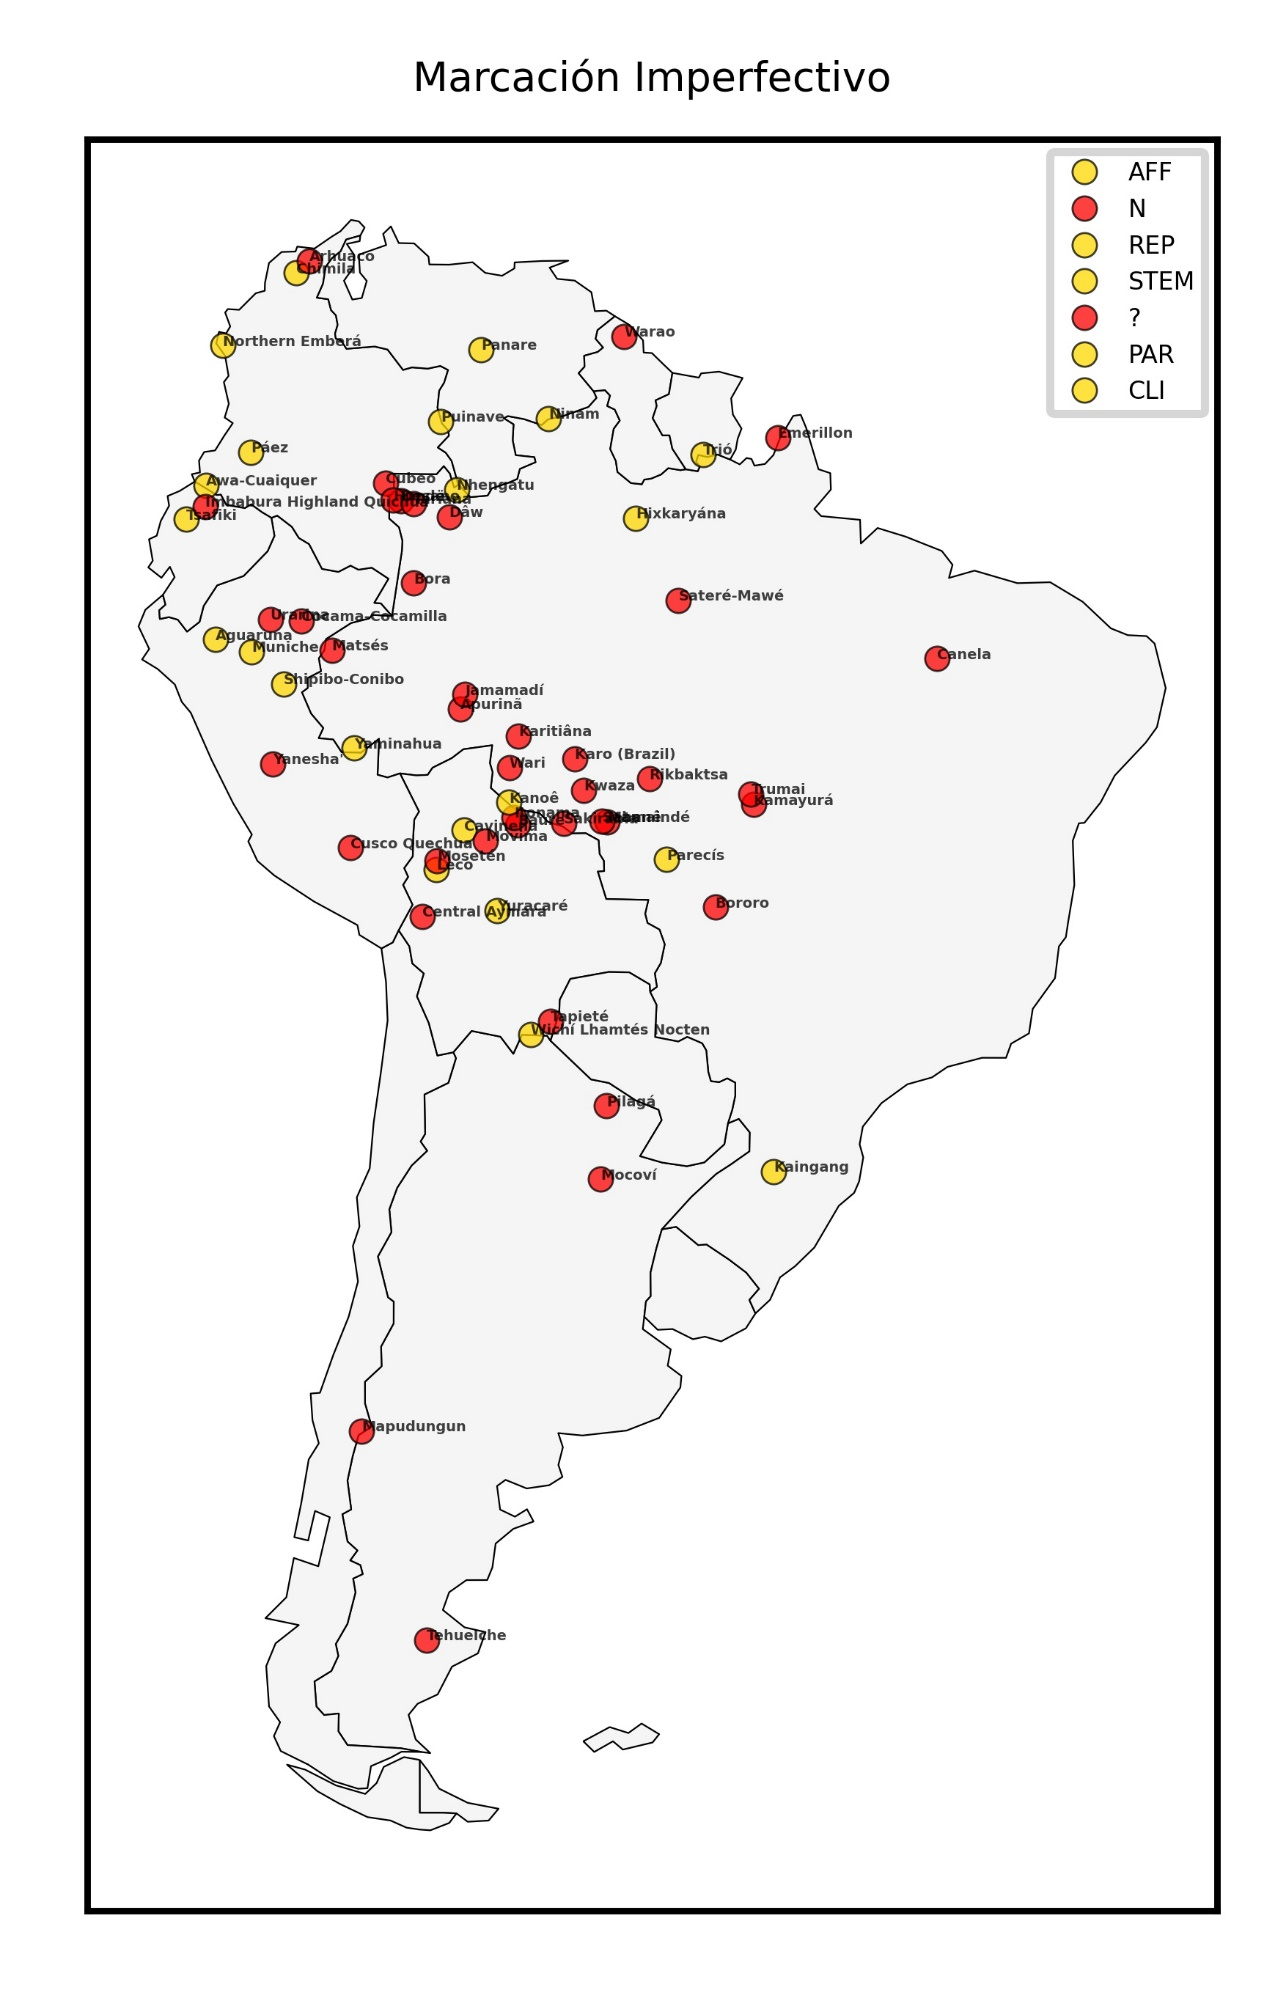 Marcación Imperfectivo
AFF
N
REP
STEM
?
PAR
CLI
Arhuaco
Chimila
Northern Emberá
Panare
Warao
Puinave
Ninam
Páez
Trió
Emerillon
Cubeo
Awa-Cuaiquer
Nhengatu
Imbabura Highland Quichua
Tsafiki
Dâw
Hixkaryána
Bora
Sateré-Mawé
Urarina
Cocama-Cocamilla
Aguaruna
Muniche
Matsés
Canela
Shipibo-Conibo
Jamamadí
Apurinã
Karitiâna
Yaminahua
Karo (Brazil)
Yanesha'
Wari
Rikbaktsa
Kwaza
Trumai
Kamayurá
Kanoê
Cavineña
Movima
Cusco Quechua
Mosetén
Leco
Parecís
Yuracaré
Central Aymara
Bororo
Tapieté
Wichí Lhamtés Nocten
Pilagá
Mocoví
Kaingang
Mapudungun
Tehuelche